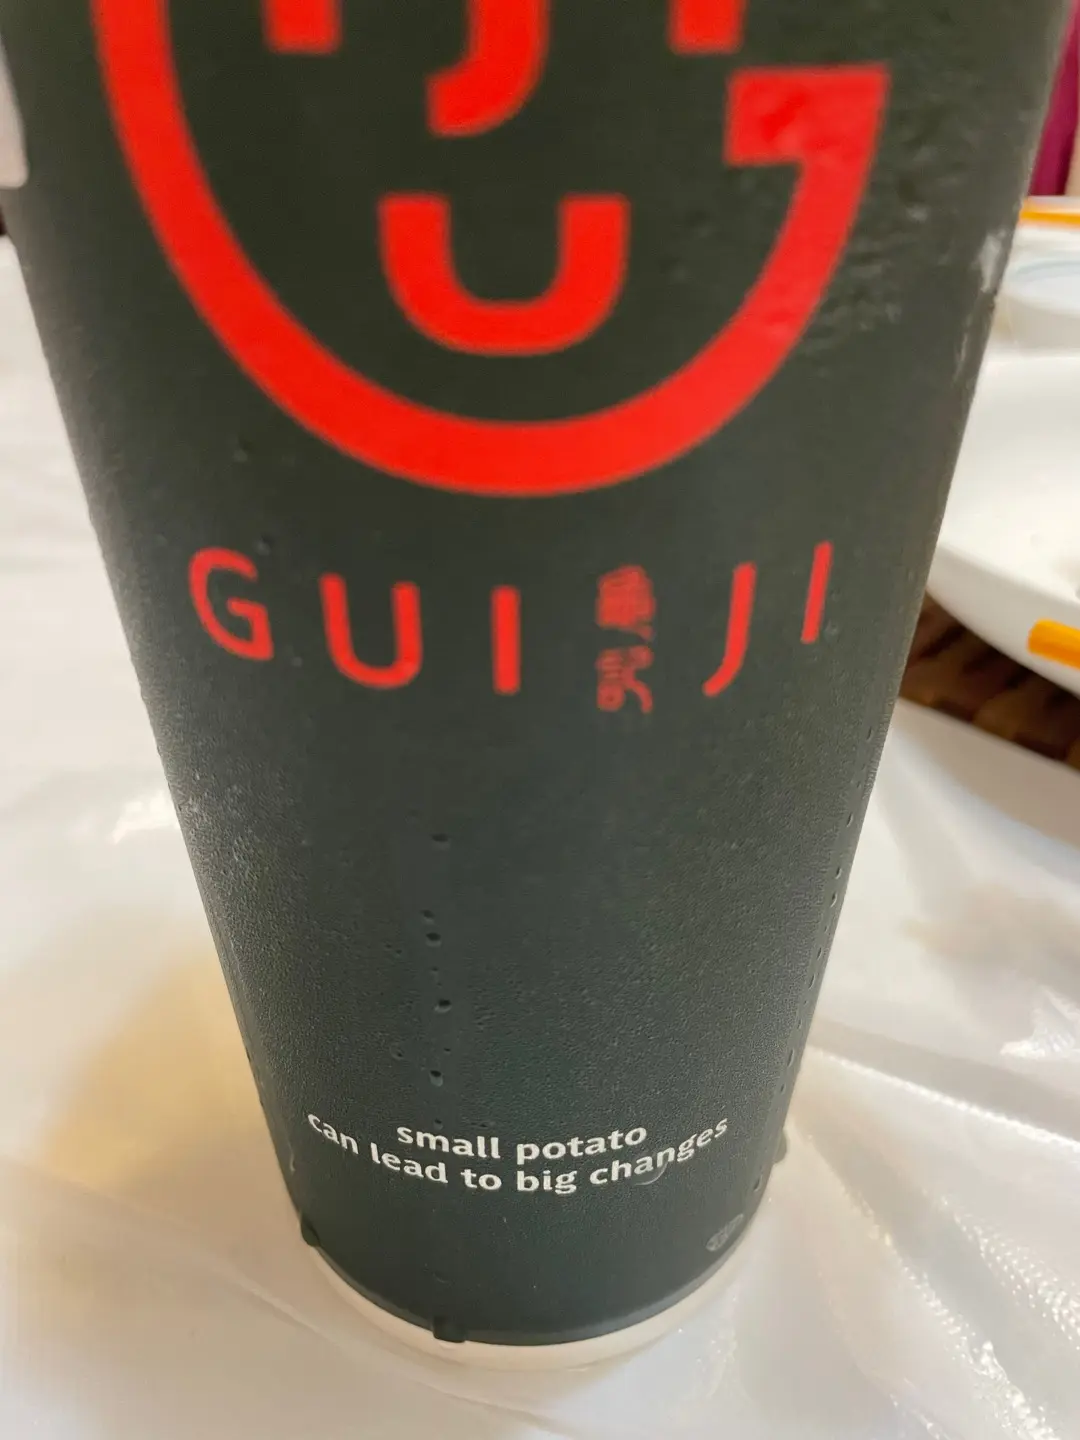 GUI JI
small potato
can lead to big changes